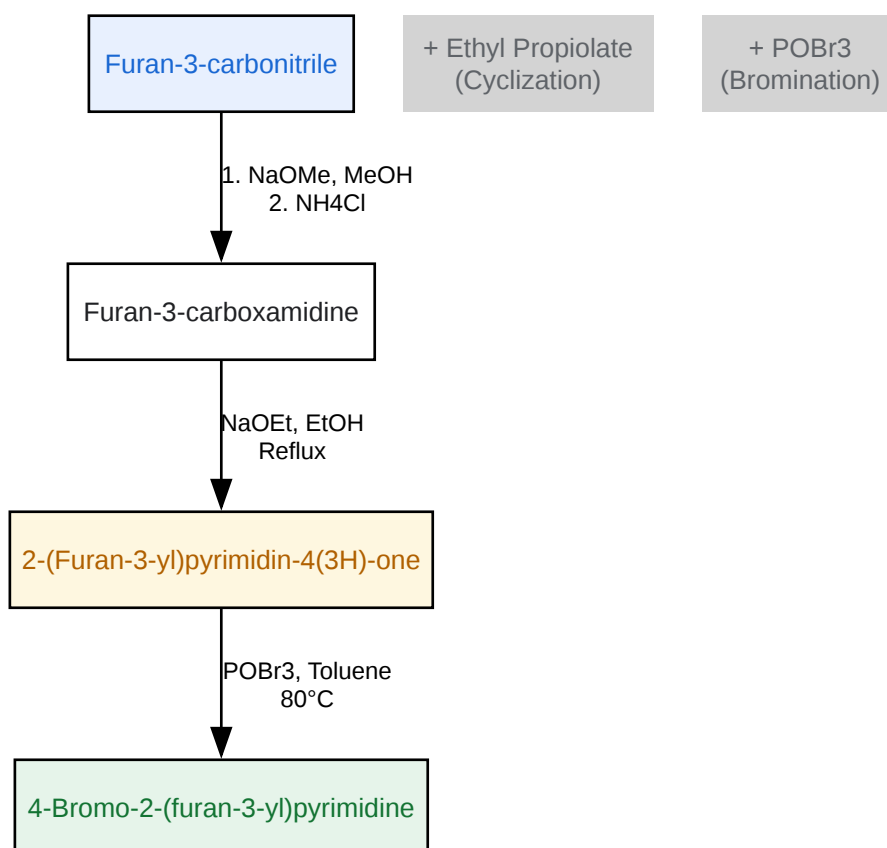 Furan-3-carbonitrile
+ Ethyl Propiolate
(Cyclization)
+ POBr3
(Bromination)
1. NaOMe, MeOH
2. NH4Cl
Furan-3-carboxamidine
NaOEt, EtOH
Reflux
2-(Furan-3-yl)pyrimidin-4(3H)-one
POBr3, Toluene
80°C
4-Bromo-2-(furan-3-yl)pyrimidine